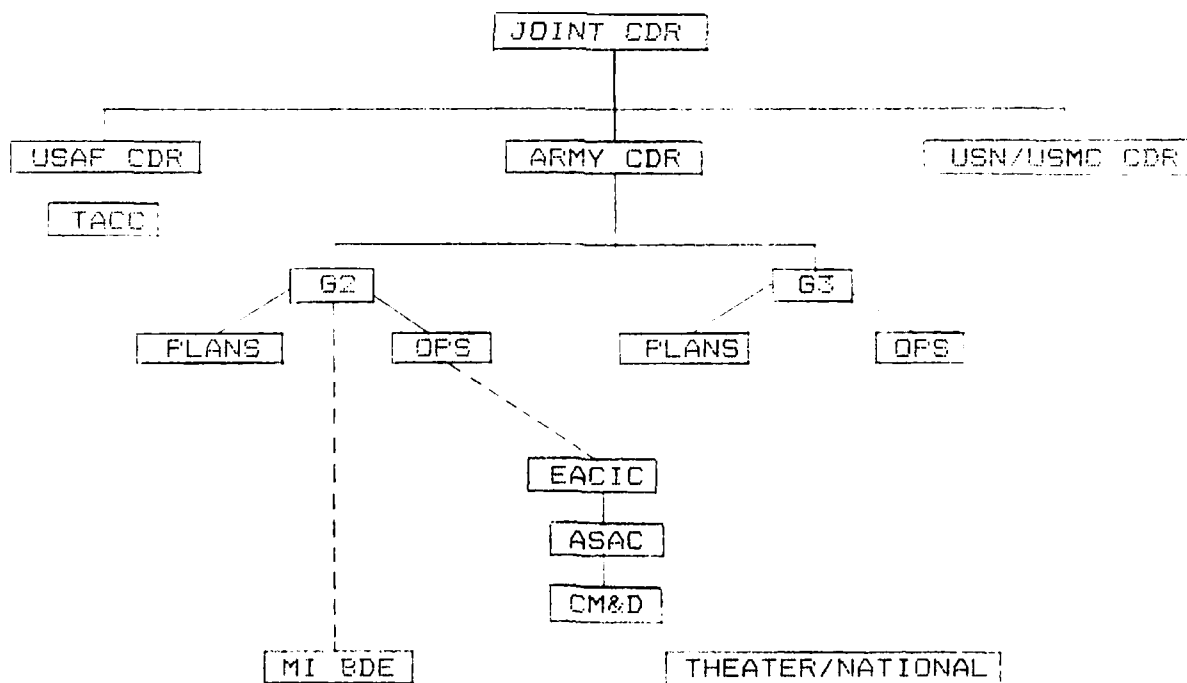 JOINT CDR
USAF CDR
ARMY CDR
USN/USMC CDR
TACC
G2
G3
PLANS
OPS
PLANS
OPS
EACIC
ASAC
CM&D
MI BDE
THEATER/NATIONAL